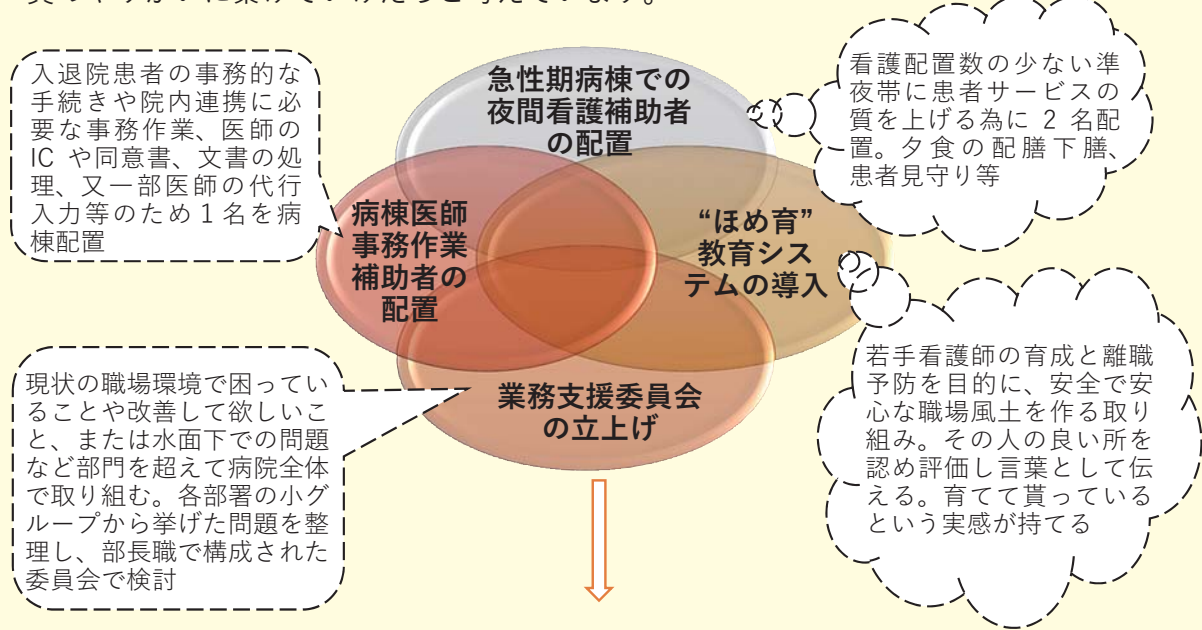 入退院患者の事務的な
手続きや院内連携に必
要な事務作業、医師の
IC や同意書、文書の処
理、又一部医師の代行
入力等のため１名を病
棟配置
急性期病棟での
夜間看護補助者
の配置
看護配置数の少ない準
夜帯に患者サービスの
質を上げる為に 2 名配
置。夕食の配膳下膳、
患者見守り等
病棟医師
事務作業
補助者の
配置
“ほめ育”
教育シス
テムの導入
現状の職場環境で困ってい
ることや改善して欲しいこ
と、または水面下での問題
など部門を超えて病院全体
で取り組む。各部署の小グ
ループから挙げた問題を整
理し、部長職で構成された
委員会で検討
業務支援委員会
の立上げ
若手看護師の育成と離職
予防を目的に、安全で安
心な職場風土を作る取り
組み。その人の良い所を
認め評価し言葉として伝
える。育てて貰っている
という実感が持てる